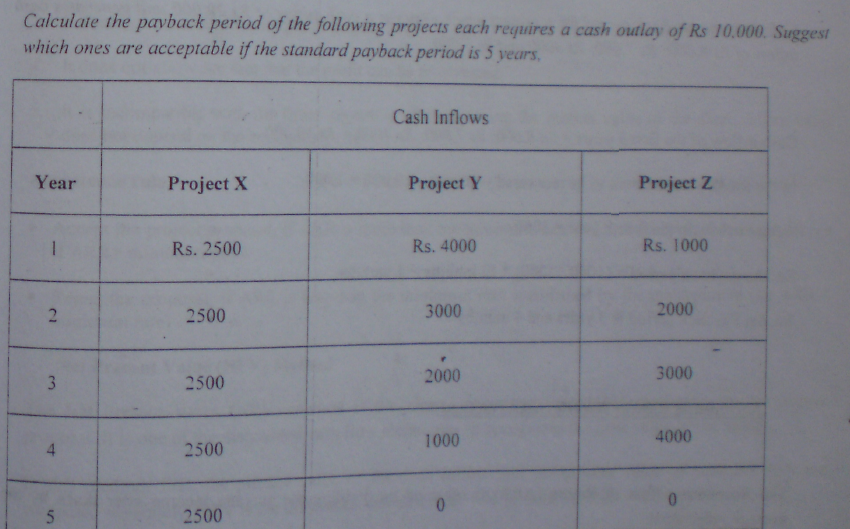 Calculate the payback period of the following projects each requires a cash outlay of Rs 10,000. Suggest
which ones are acceptable if the standard payback period is 5 years.
Cash Inflows
Year Project X Project Y Project Z
1 Rs. 2500 Rs. 4000 Rs. 1000
2 2500 3000 2000
3 2500 2000 3000
4 2500 1000 4000
5 2500 0 0